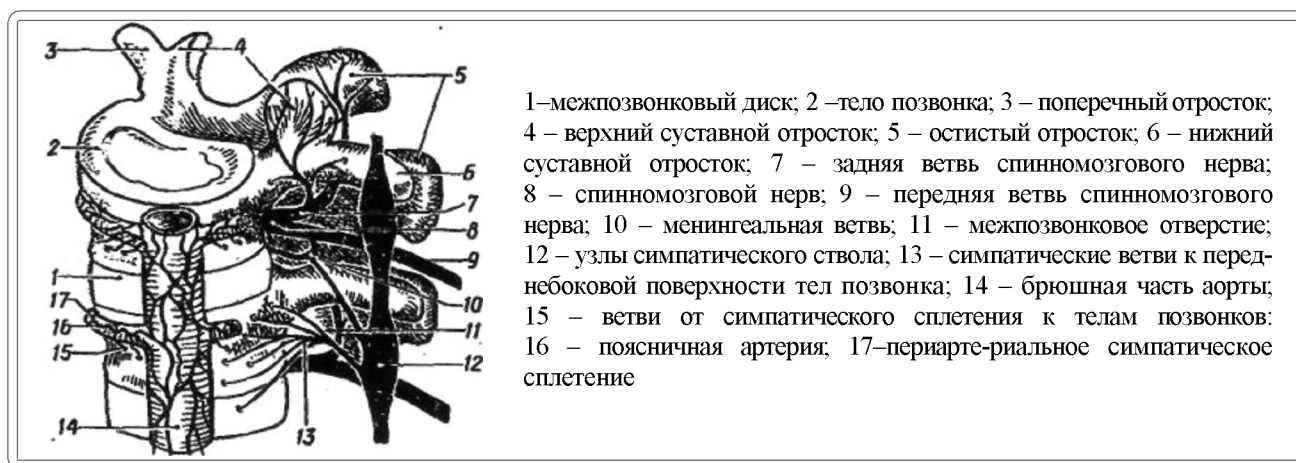 3
4
5
2
6
7
8
9
1
10
17
11
16
15
12
14
13
1–межпозвонковый диск; 2 –тело позвонка; 3 – поперечный отросток;
4 – верхний суставной отросток; 5 – остистый отросток; 6 – нижний
суставной отросток; 7 – задняя ветвь спинномозгового нерва;
8 – спинномозговой нерв; 9 – передняя ветвь спинномозгового
нерва; 10 – менингеальная ветвь; 11 – межпозвонковое отверстие;
12 – узлы симпатического ствола; 13 – симпатические ветви к перед-
небоковой поверхности тел позвонка; 14 – брюшная часть аорты;
15 – ветви от симпатического сплетения к телам позвонков:
16 – поясничная артерия; 17–периарте-риальное симпатическое
сплетение